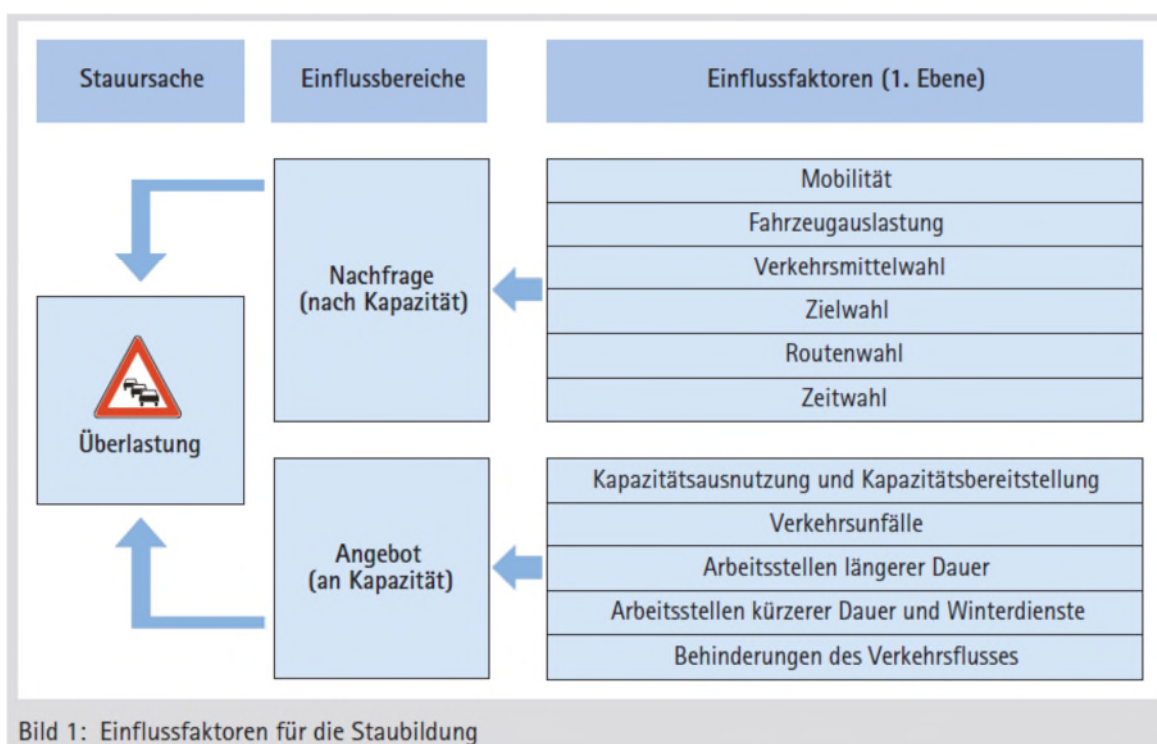 Stauursache
Einflussbereiche
Einflussfaktoren (1. Ebene)
Überlastung
Nachfrage
(nach Kapazität)
Mobilität
Fahrzeugauslastung
Verkehrsmittelwahl
Zielwahl
Routenwahl
Zeitwahl
Angebot
(an Kapazität)
Kapazitätsausnutzung und Kapazitätsbereitstellung
Verkehrsunfälle
Arbeitsstellen längerer Dauer
Arbeitsstellen kürzerer Dauer und Winterdienste
Behinderungen des Verkehrsflusses
Bild 1: Einflussfaktoren für die Staubildung